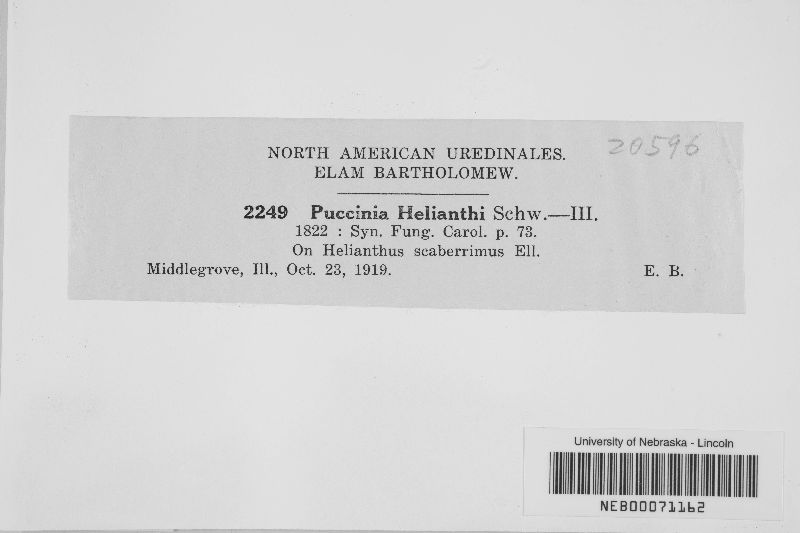 NORTH AMERICAN UREDINALES.
20596
ELAM BARTHOLOMEW.
2249 Puccinia Helianthi Schw.—III.
1822 : Syn. Fung. Carol. p. 73.
On Helianthus scaberrimus Ell.
Middlegrove, Ill., Oct. 23, 1919. E. B.
University of Nebraska - Lincoln
NEB00071162